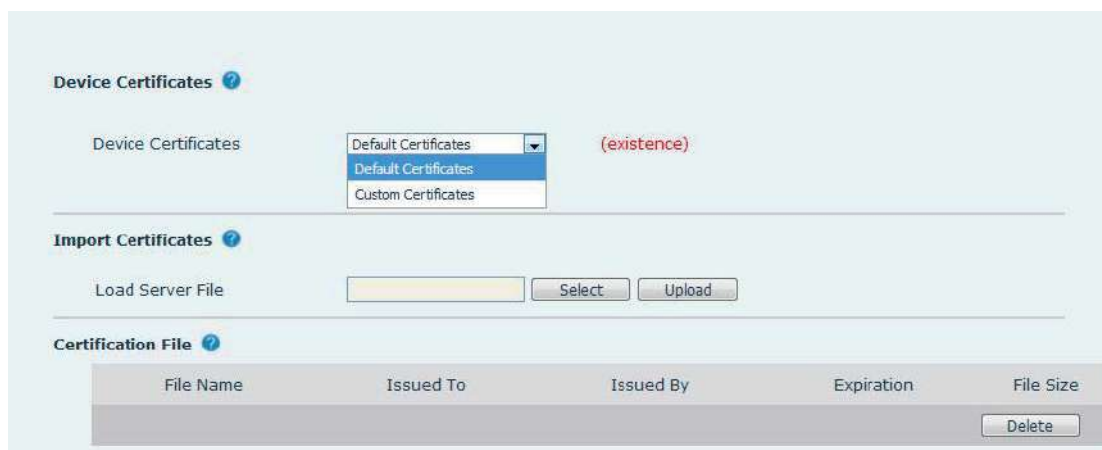 Device Certificates ?
Device Certificates Default Certificates (existence)
Default Certificates
Custom Certificates
Import Certificates ?
Load Server File Select Upload
Certification File ?
File Name Issued To Issued By Expiration File Size
Delete